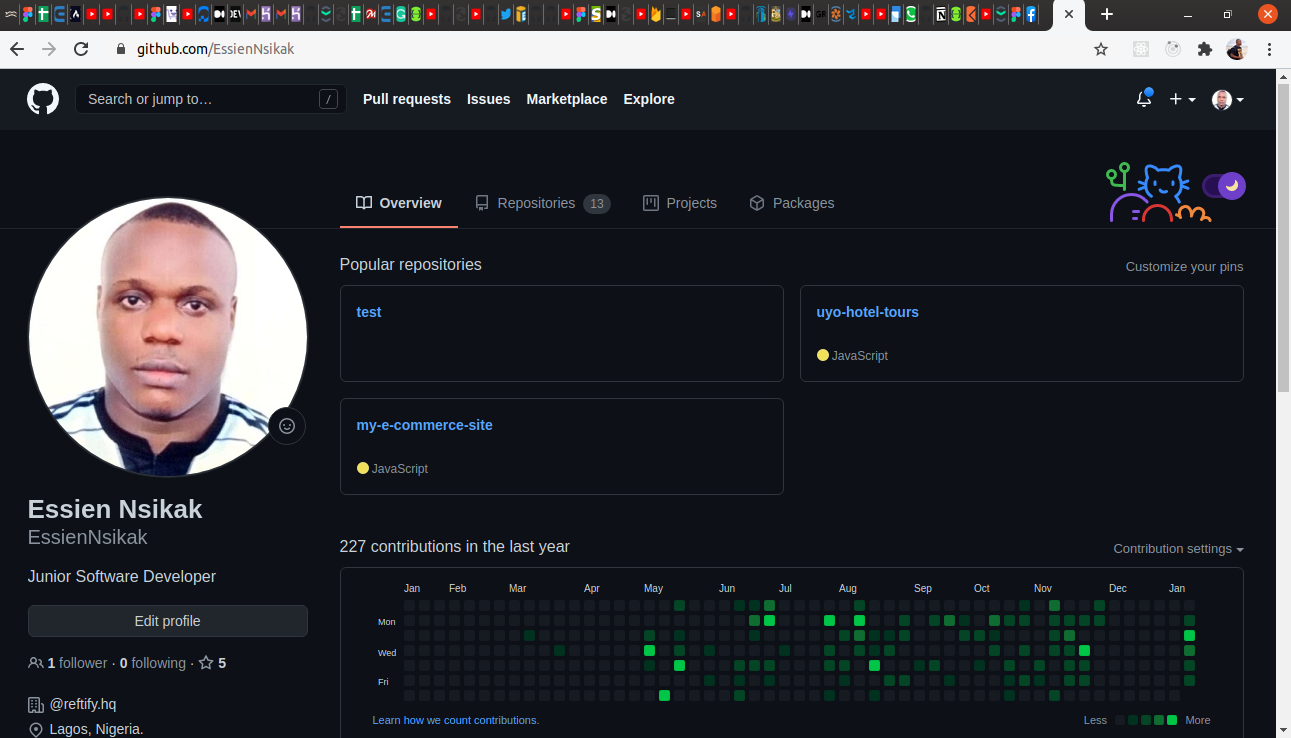 github.com/EssienNsikak
Search or jump to…
/
Pull requests
Issues
Marketplace
Explore
Overview
Repositories 13
Projects
Packages
Popular repositories
Customize your pins
test
uyo-hotel-tours
JavaScript
my-e-commerce-site
JavaScript
Essien Nsikak
EssienNsikak
Junior Software Developer
Edit profile
1 follower · 0 following · 5
@reftify.hq
Lagos, Nigeria.
227 contributions in the last year
Contribution settings
Jan Feb Mar Apr May Jun Jul Aug Sep Oct Nov Dec Jan
Mon
Wed
Fri
Learn how we count contributions.
Less More